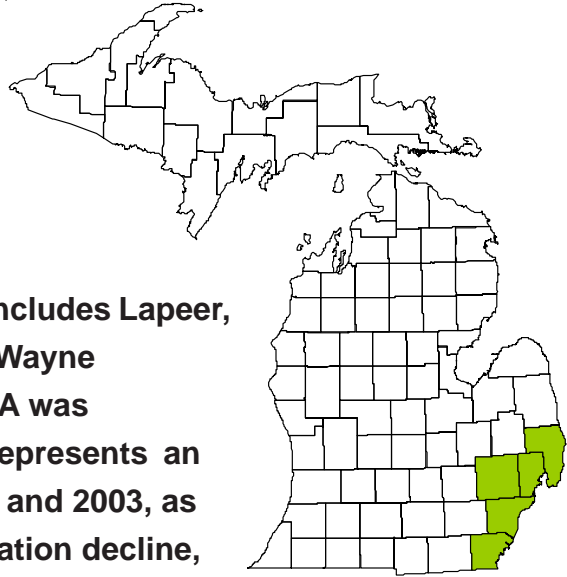 ncludes Lapeer,
Wayne
A was
epresents an
and 2003, as
ation decline,